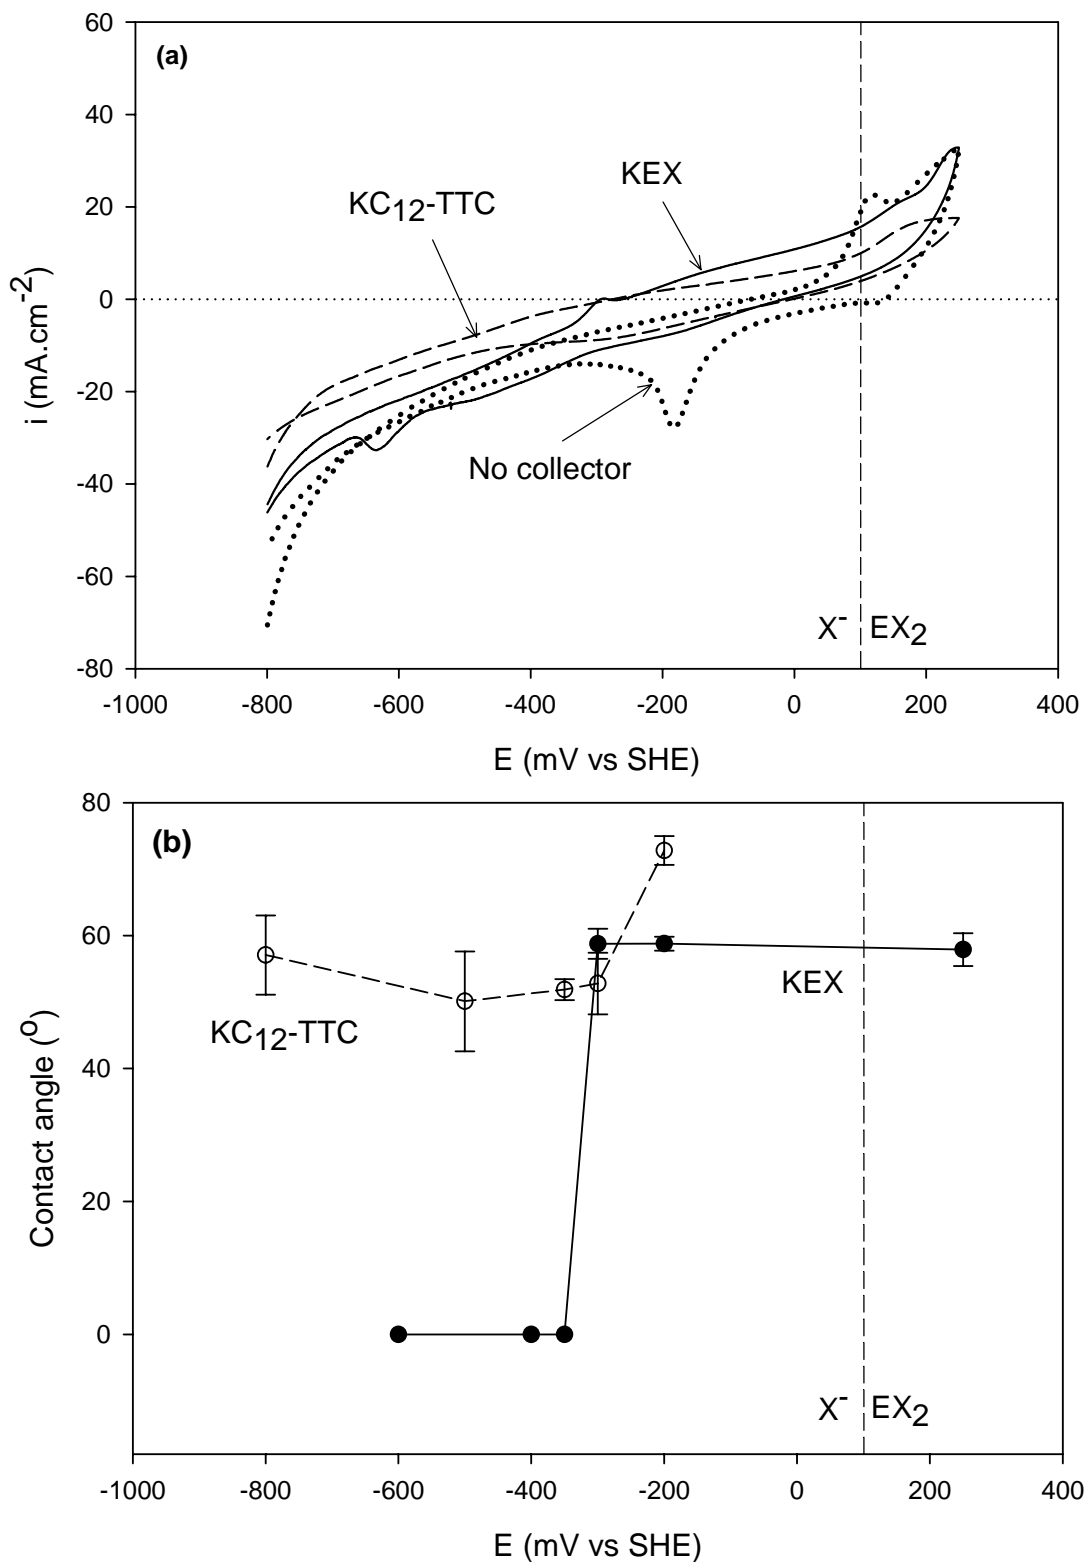 60
(a)
40
KEX
KC12-TTC
20
0
-20
No collector
-40
-60
X- EX2
-80
-1000 -800 -600 -400 -200 0 200 400
E (mV vs SHE)
i (mA.cm-2)
80
(b)
60
KEX
KC12-TTC
40
20
0
X- EX2
-1000 -800 -600 -400 -200 0 200 400
E (mV vs SHE)
Contact angle (o)